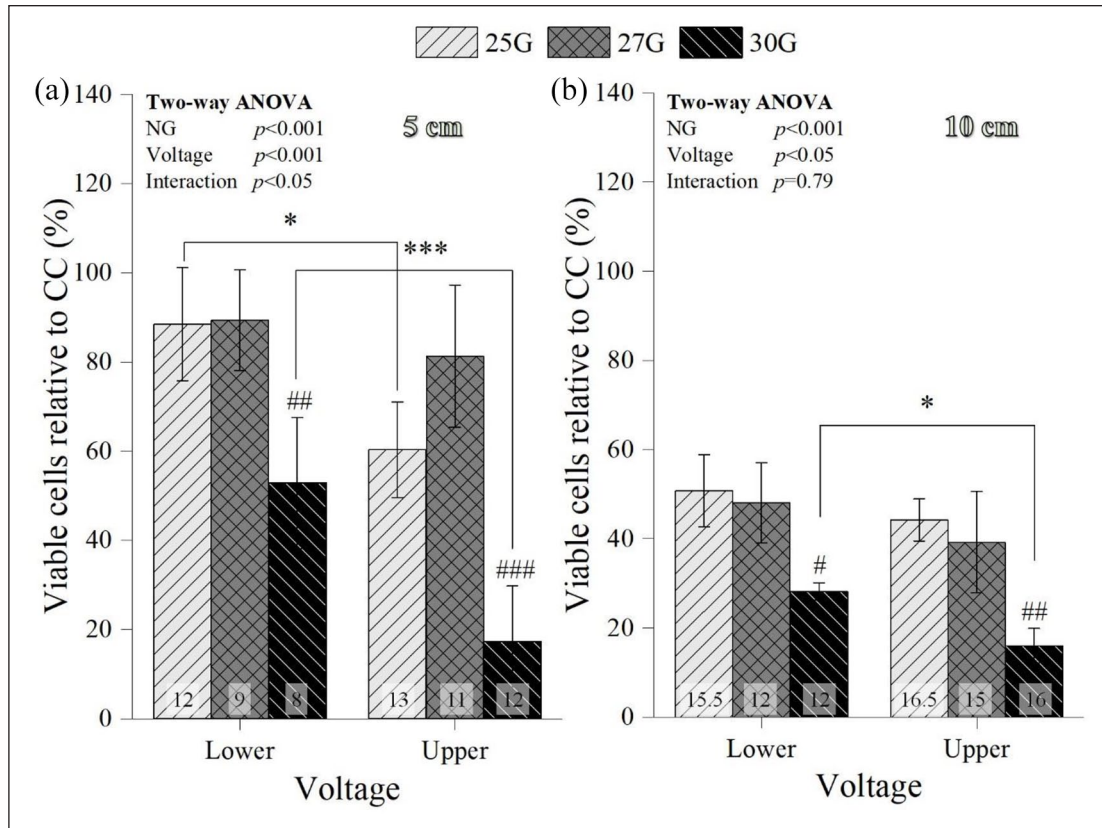 25G 27G 30G
(a)
Two-way ANOVA
NG p<0.001
Voltage p<0.001
Interaction p<0.05
5 cm
Viable cells relative to CC (%)
140
120
100
80
60
40
20
0
*
***
##
###
12 9 8 13 11 12
Lower Upper
Voltage
(b)
Two-way ANOVA
NG p<0.001
Voltage p<0.05
Interaction p=0.79
10 cm
Viable cells relative to CC (%)
140
120
100
80
60
40
20
0
*
#
##
15.5 12 12 16.5 15 16
Lower Upper
Voltage